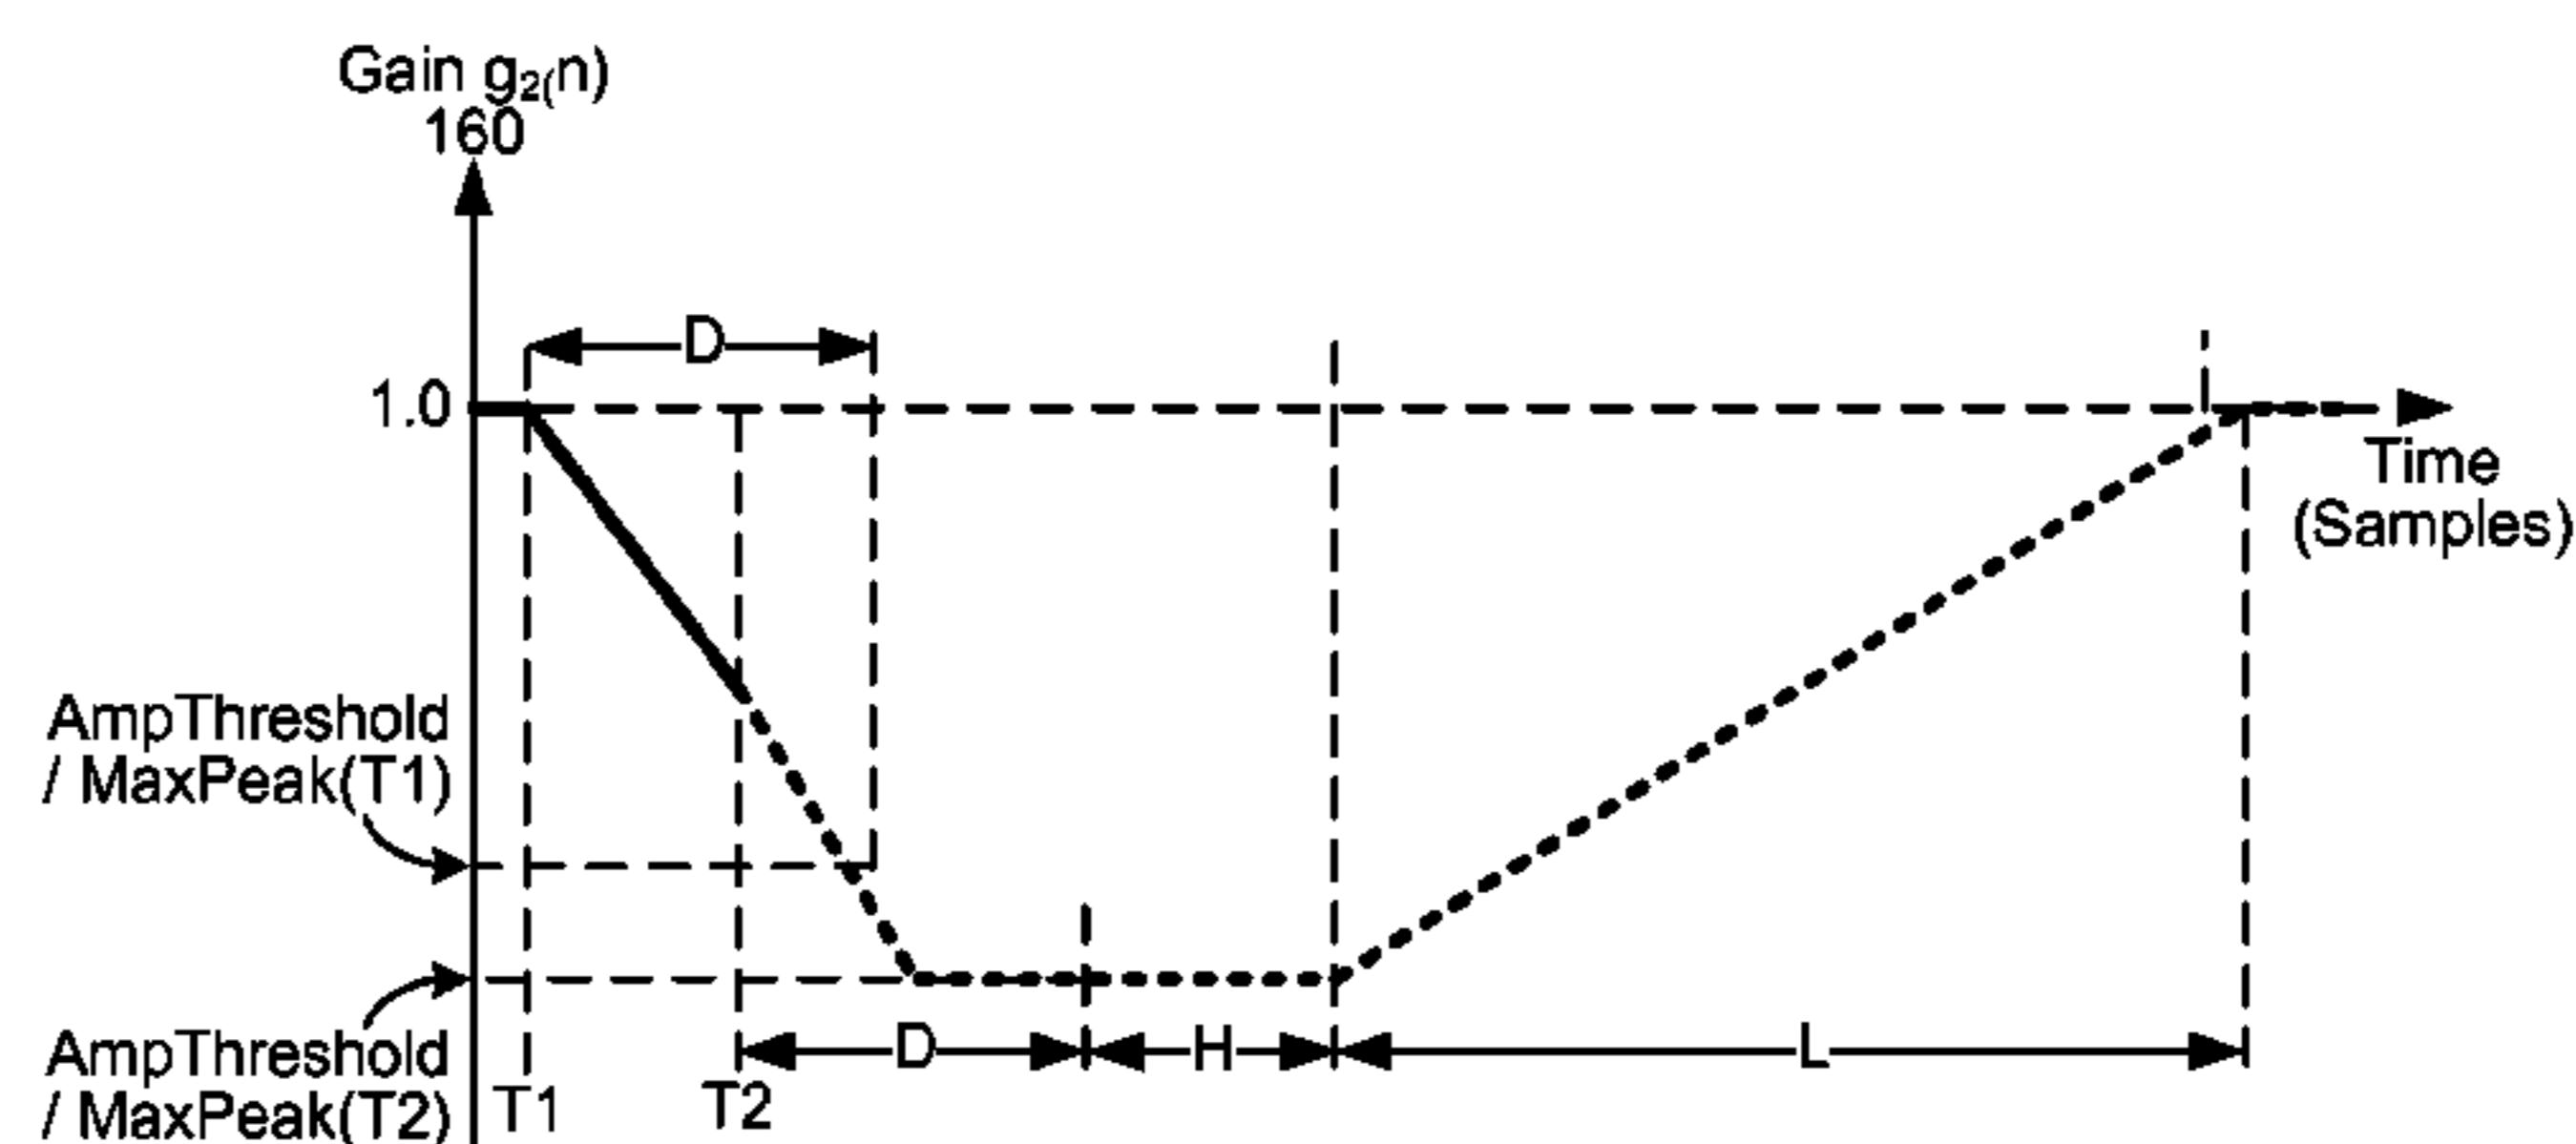 Gain g2(n)
160
D
1.0
Time
(Samples)
AmpThreshold
/ MaxPeak(T1)
AmpThreshold
/ MaxPeak(T2)
D
H
L
T1
T2